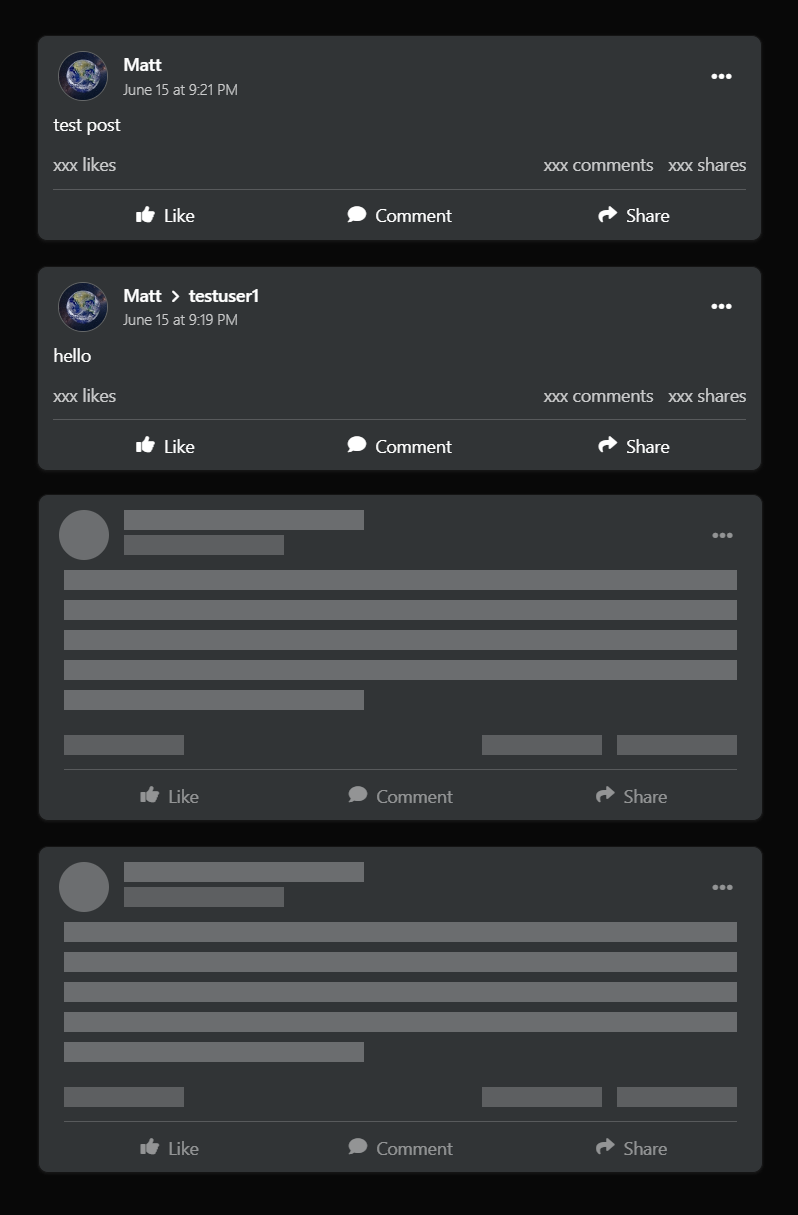 Matt
June 15 at 9:21 PM
test post
xxx likes xxx comments xxx shares
Like Comment Share
Matt > testuser1
June 15 at 9:19 PM
hello
xxx likes xxx comments xxx shares
Like Comment Share
Like Comment Share
Like Comment Share